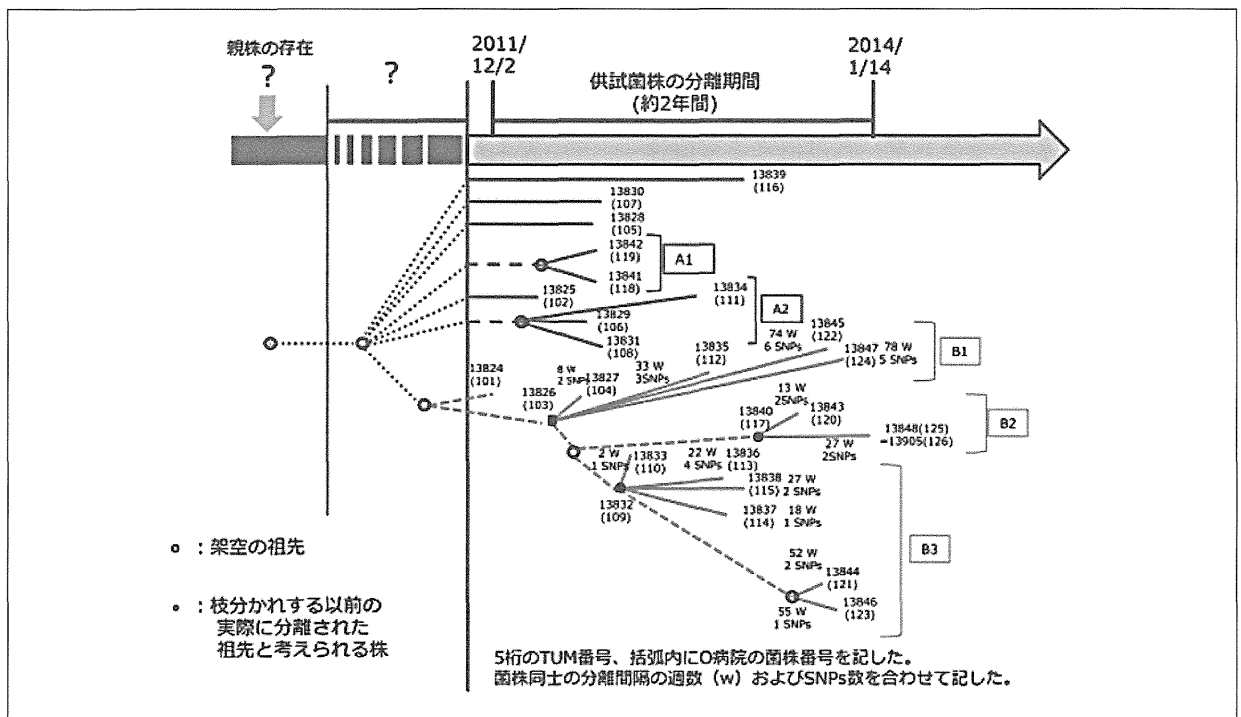 親株の存在
?
?
2011/
12/2
2014/
1/14
供試菌株の分離期間
(約2年間)
13839
(116)
13830
(107)
13828
(105)
13842
(119)
13841
(118)
A1
13825
(102)
13834
(111)
13829
(106)
13831
(108)
A2
13824
(101)
13826
(103)
8 W
2 SNPs
13827
(104)
33 W
3SNPs
13835
(112)
74 W
6 SNPs
13845
(122)
13847
(124)
78 W
5 SNPs
B1
13840
(117)
13 W
2SNPs
13843
(120)
13848(125)
=13905(126)
27 W
2SNPs
B2
2 W
1 SNPs
13833
(110)
13832
(109)
22 W
4 SNPs
13836
(113)
13838
(115)
27 W
2 SNPs
13837
(114)
18 W
1 SNPs
52 W
2 SNPs
13844
(121)
55 W
1 SNPs
13846
(123)
B3
：架空の祖先
：枝分かれする以前の
実際に分離された
祖先と考えられる株
5桁のTUM番号、括弧内にO病院の菌株番号を記した。
菌株同士の分離間隔の週数（w）およびSNPs数を合わせて記した。